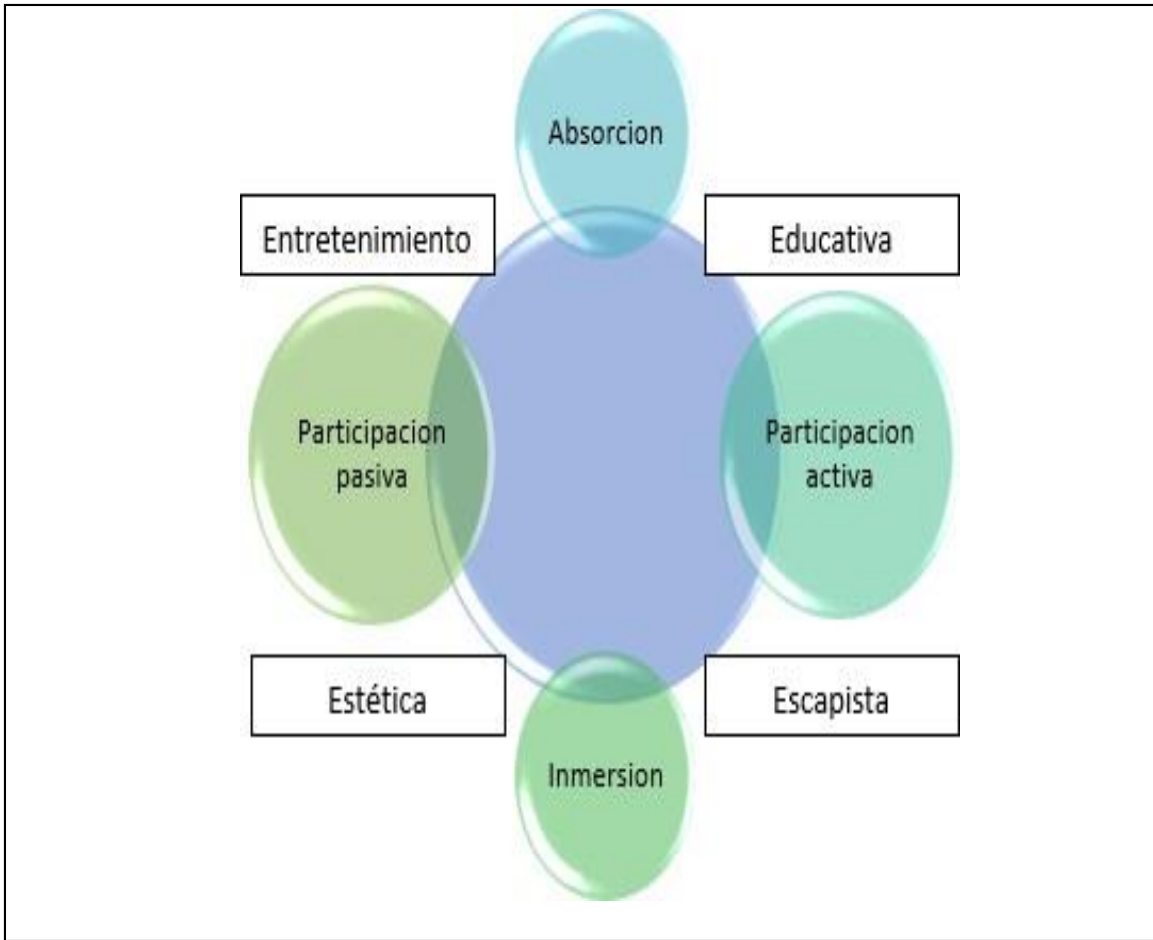 Absorcion
Entretenimiento
Educativa
Participacion
pasiva
Participacion
activa
Estética
Escapista
Inmersion